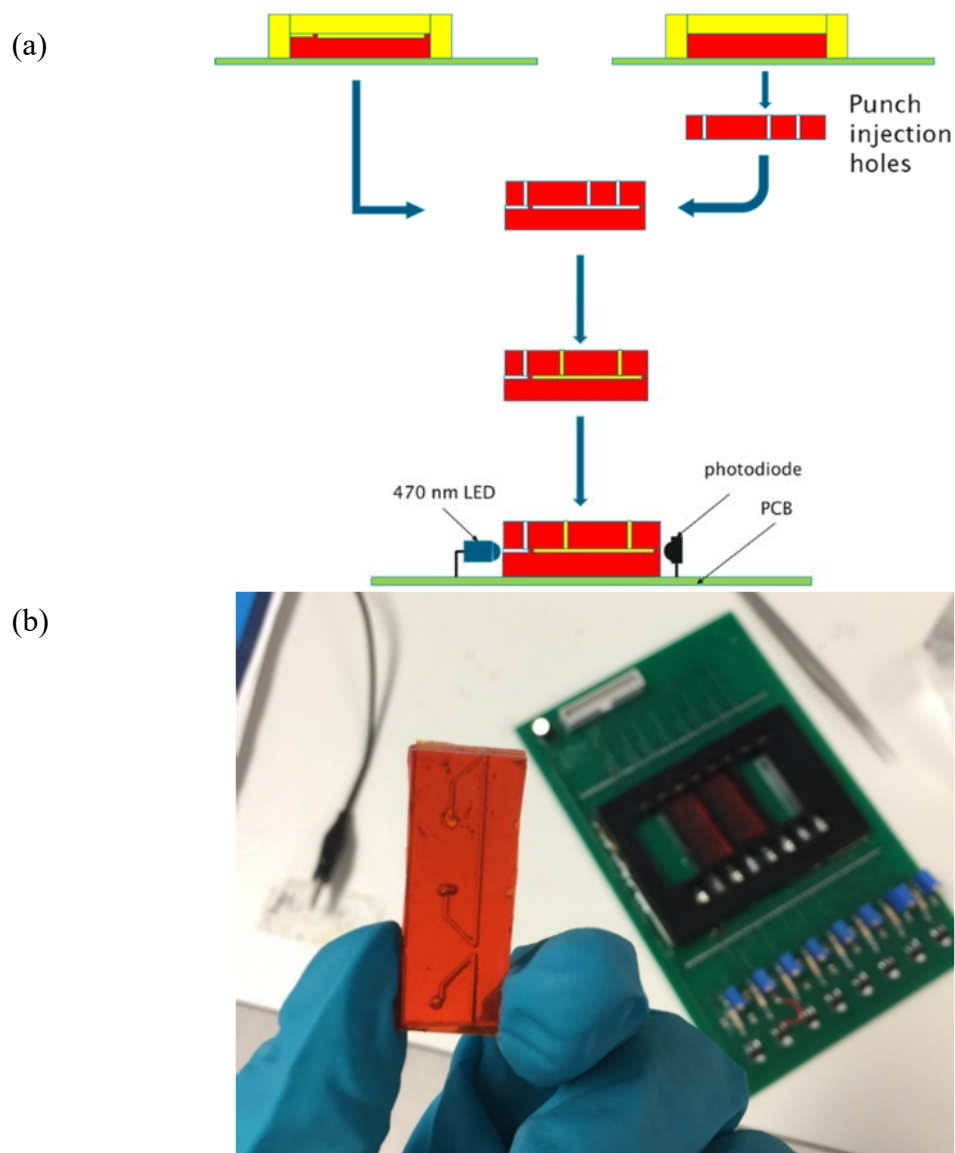 (a)
Punch
injection
holes
photodiode
470 nm LED
PCB
(b)